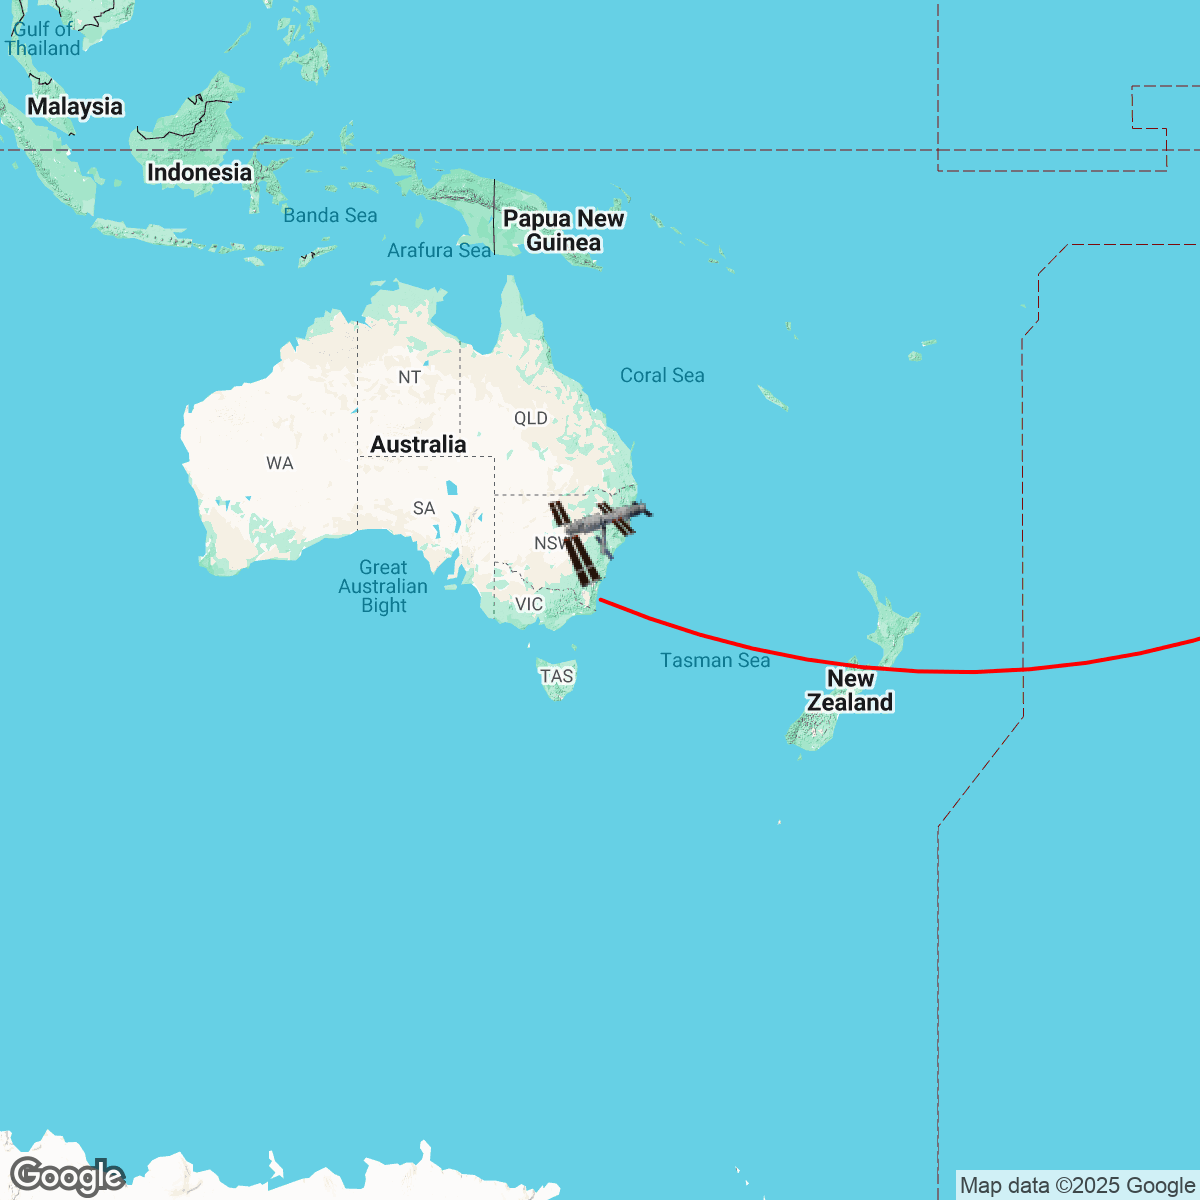 Gulf of
Thailand
Malaysia
Indonesia
Banda Sea
Papua New
Guinea
Arafura Sea
Coral Sea
NT
QLD
Australia
WA
SA
NSW
Great
Australian
Bight
VIC
Tasman Sea
TAS
New
Zealand
Google
Map data ©2025 Google